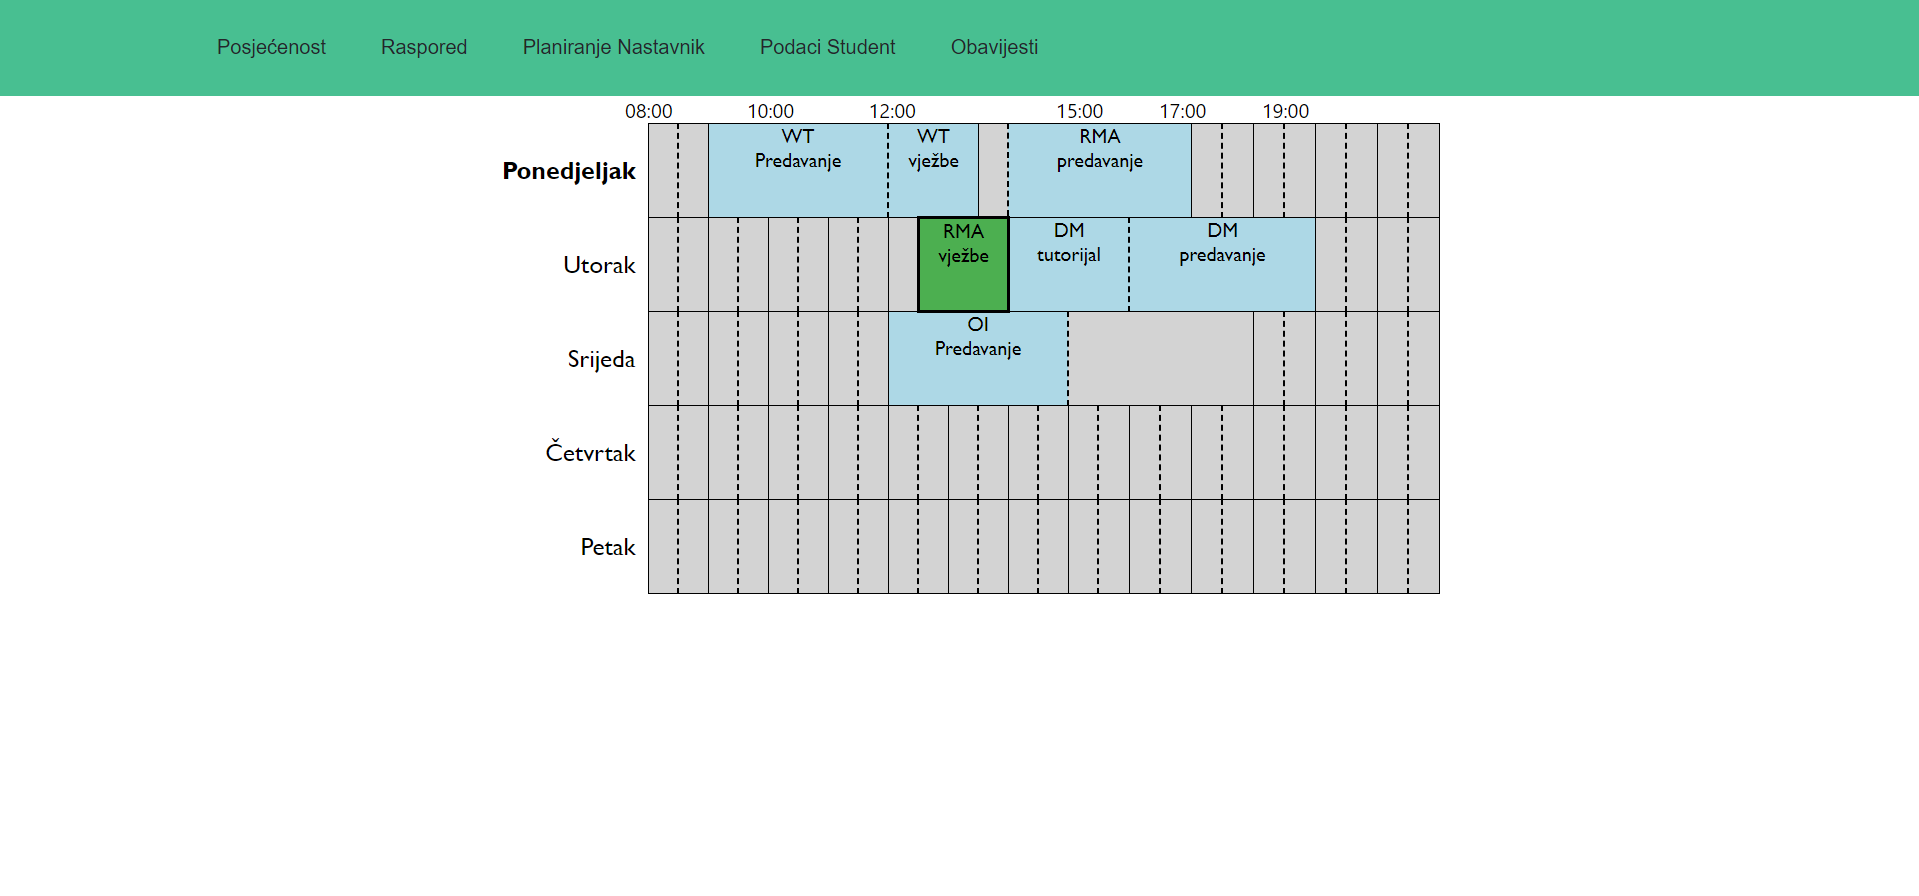 Posjećenost Raspored Planiranje Nastavnik Podaci Student Obavijesti
08:00 10:00 12:00 15:00 17:00 19:00
Ponedjeljak
WT
Predavanje
WT
vježbe
RMA
predavanje
Utorak
RMA
vježbe
DM
tutorijal
DM
predavanje
Srijeda
OI
Predavanje
Četvrtak
Petak